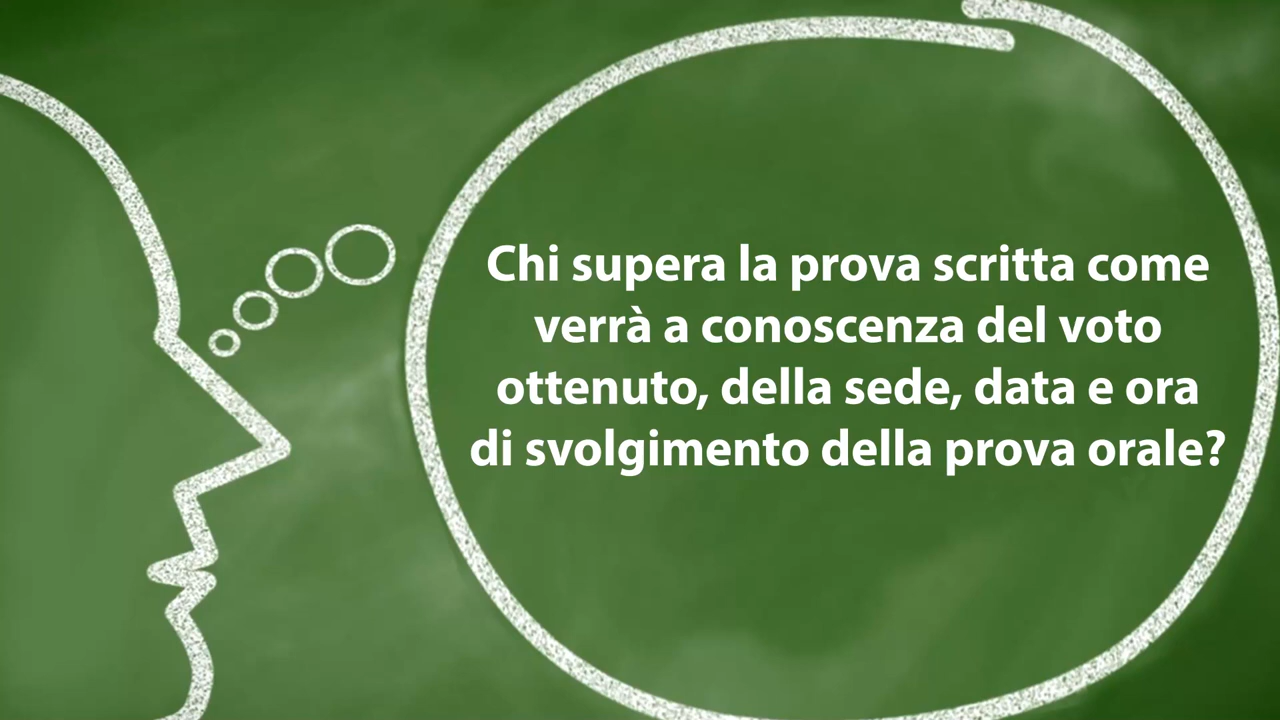 Chi supera la prova scritta come
verrà a conoscenza del voto
ottenuto, della sede, data e ora
di svolgimento della prova orale?